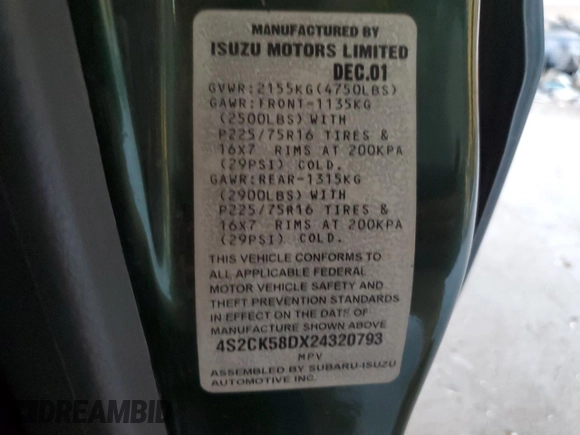 MANUFACTURED BY
ISUZU MOTORS LIMITED
DEC.01
GVWR:2155KG(4750LBS)
GAWR:FRONT-1135KG
(2500LBS) WITH
P225/75R16 TIRES &
16X7 RIMS AT 200KPA
(29PSI) COLD.
GAWR:REAR-1315KG
(2900LBS) WITH
P225/75R16 TIRES &
16X7 RIMS AT 200KPA
(29PSI) COLD.
THIS VEHICLE CONFORMS TO
ALL APPLICABLE FEDERAL
MOTOR VEHICLE SAFETY AND
THEFT PREVENTION STANDARDS
IN EFFECT ON THE DATE OF
MANUFACTURE SHOWN ABOVE
4S2CK58DX24320793
MPV
ASSEMBLED BY SUBARU-ISUZU
AUTOMOTIVE INC.
DREAMBID